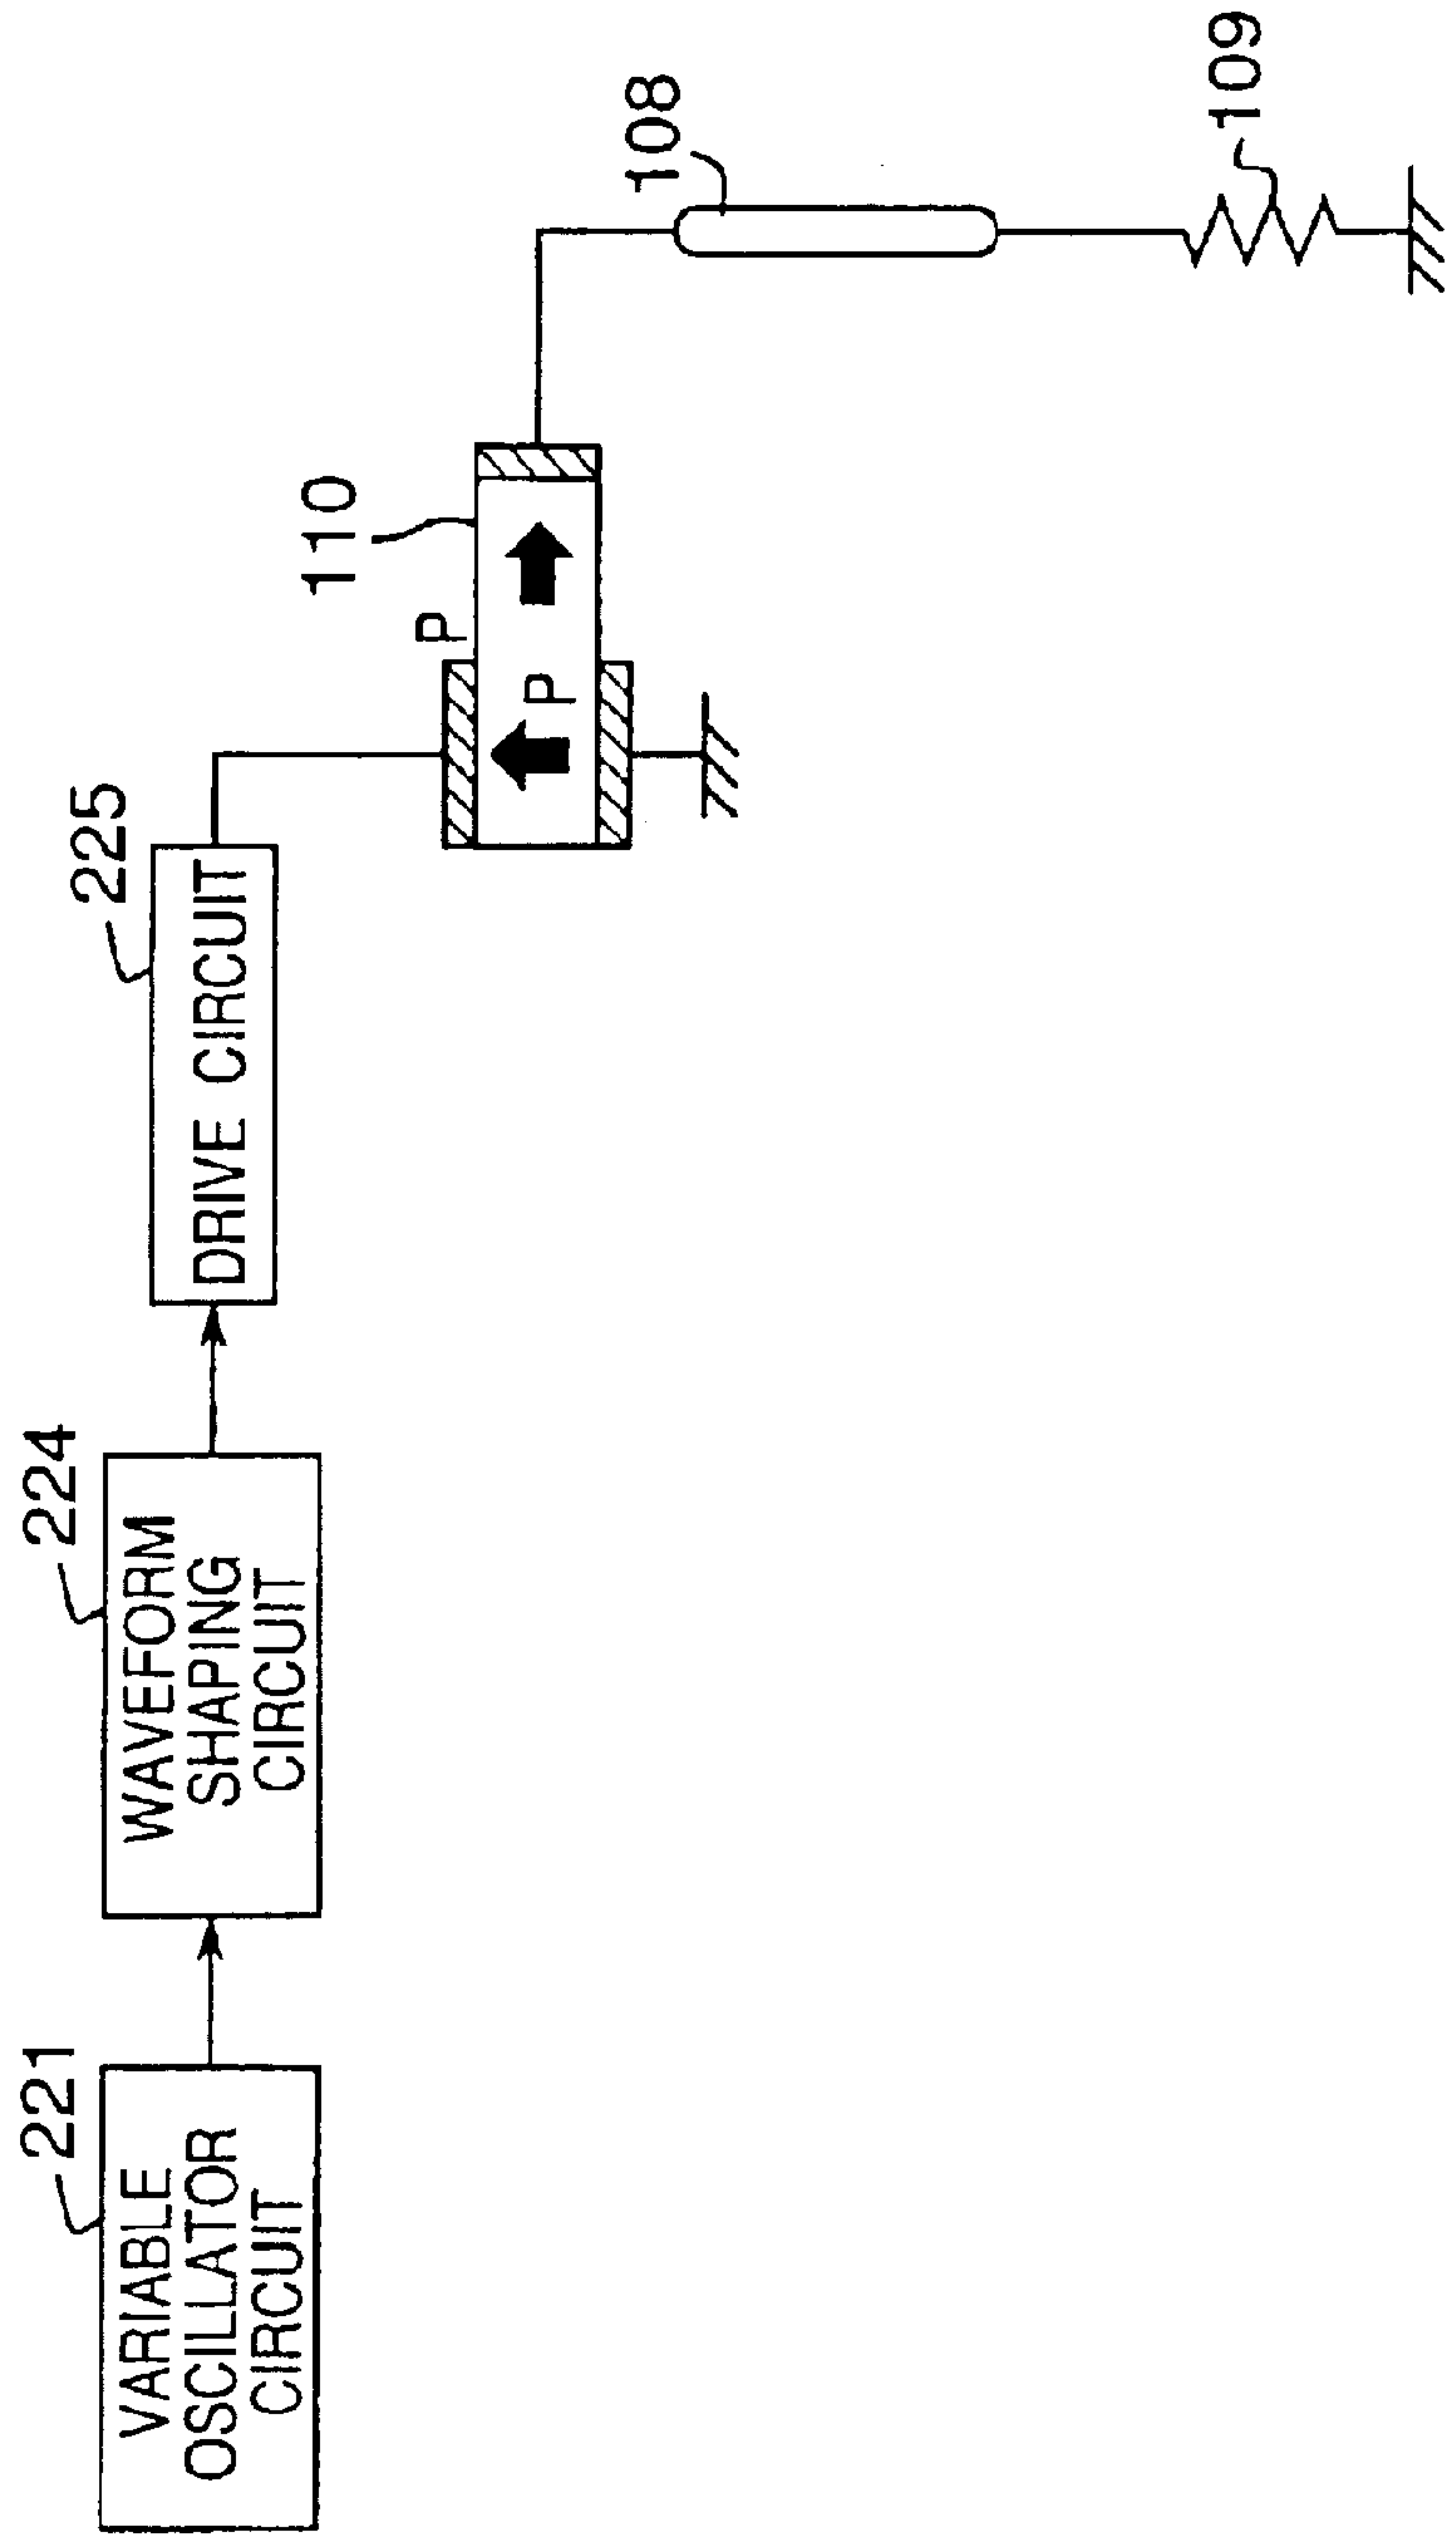 221
VARIABLE
OSCILLATOR
CIRCUIT
224
WAVEFORM
SHAPING
CIRCUIT
225
DRIVE CIRCUIT
110
P
P
108
109